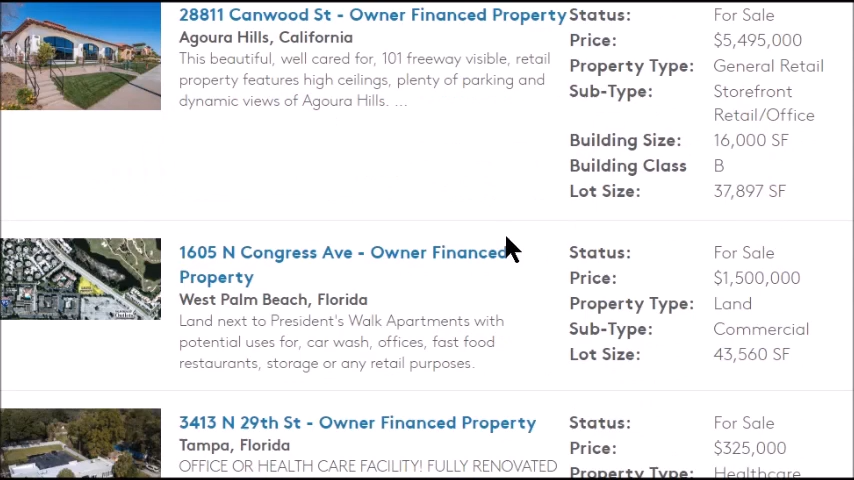 28811 Canwood St - Owner Financed Property
Agoura Hills, California
This beautiful, well cared for, 101 freeway visible, retail
property features high ceilings, plenty of parking and
dynamic views of Agoura Hills. ...
Status: For Sale
Price: $5,495,000
Property Type: General Retail
Sub-Type: Storefront
Retail/Office
Building Size: 16,000 SF
Building Class B
Lot Size: 37,897 SF
1605 N Congress Ave - Owner Financed
Property
West Palm Beach, Florida
Land next to President's Walk Apartments with
potential uses for, car wash, offices, fast food
restaurants, storage or any retail purposes.
Status: For Sale
Price: $1,500,000
Property Type: Land
Sub-Type: Commercial
Lot Size: 43,560 SF
3413 N 29th St - Owner Financed Property
Tampa, Florida
OFFICE OR HEALTH CARE FACILITY! FULLY RENOVATED
Status: For Sale
Price: $325,000
Property Type: Healthcare